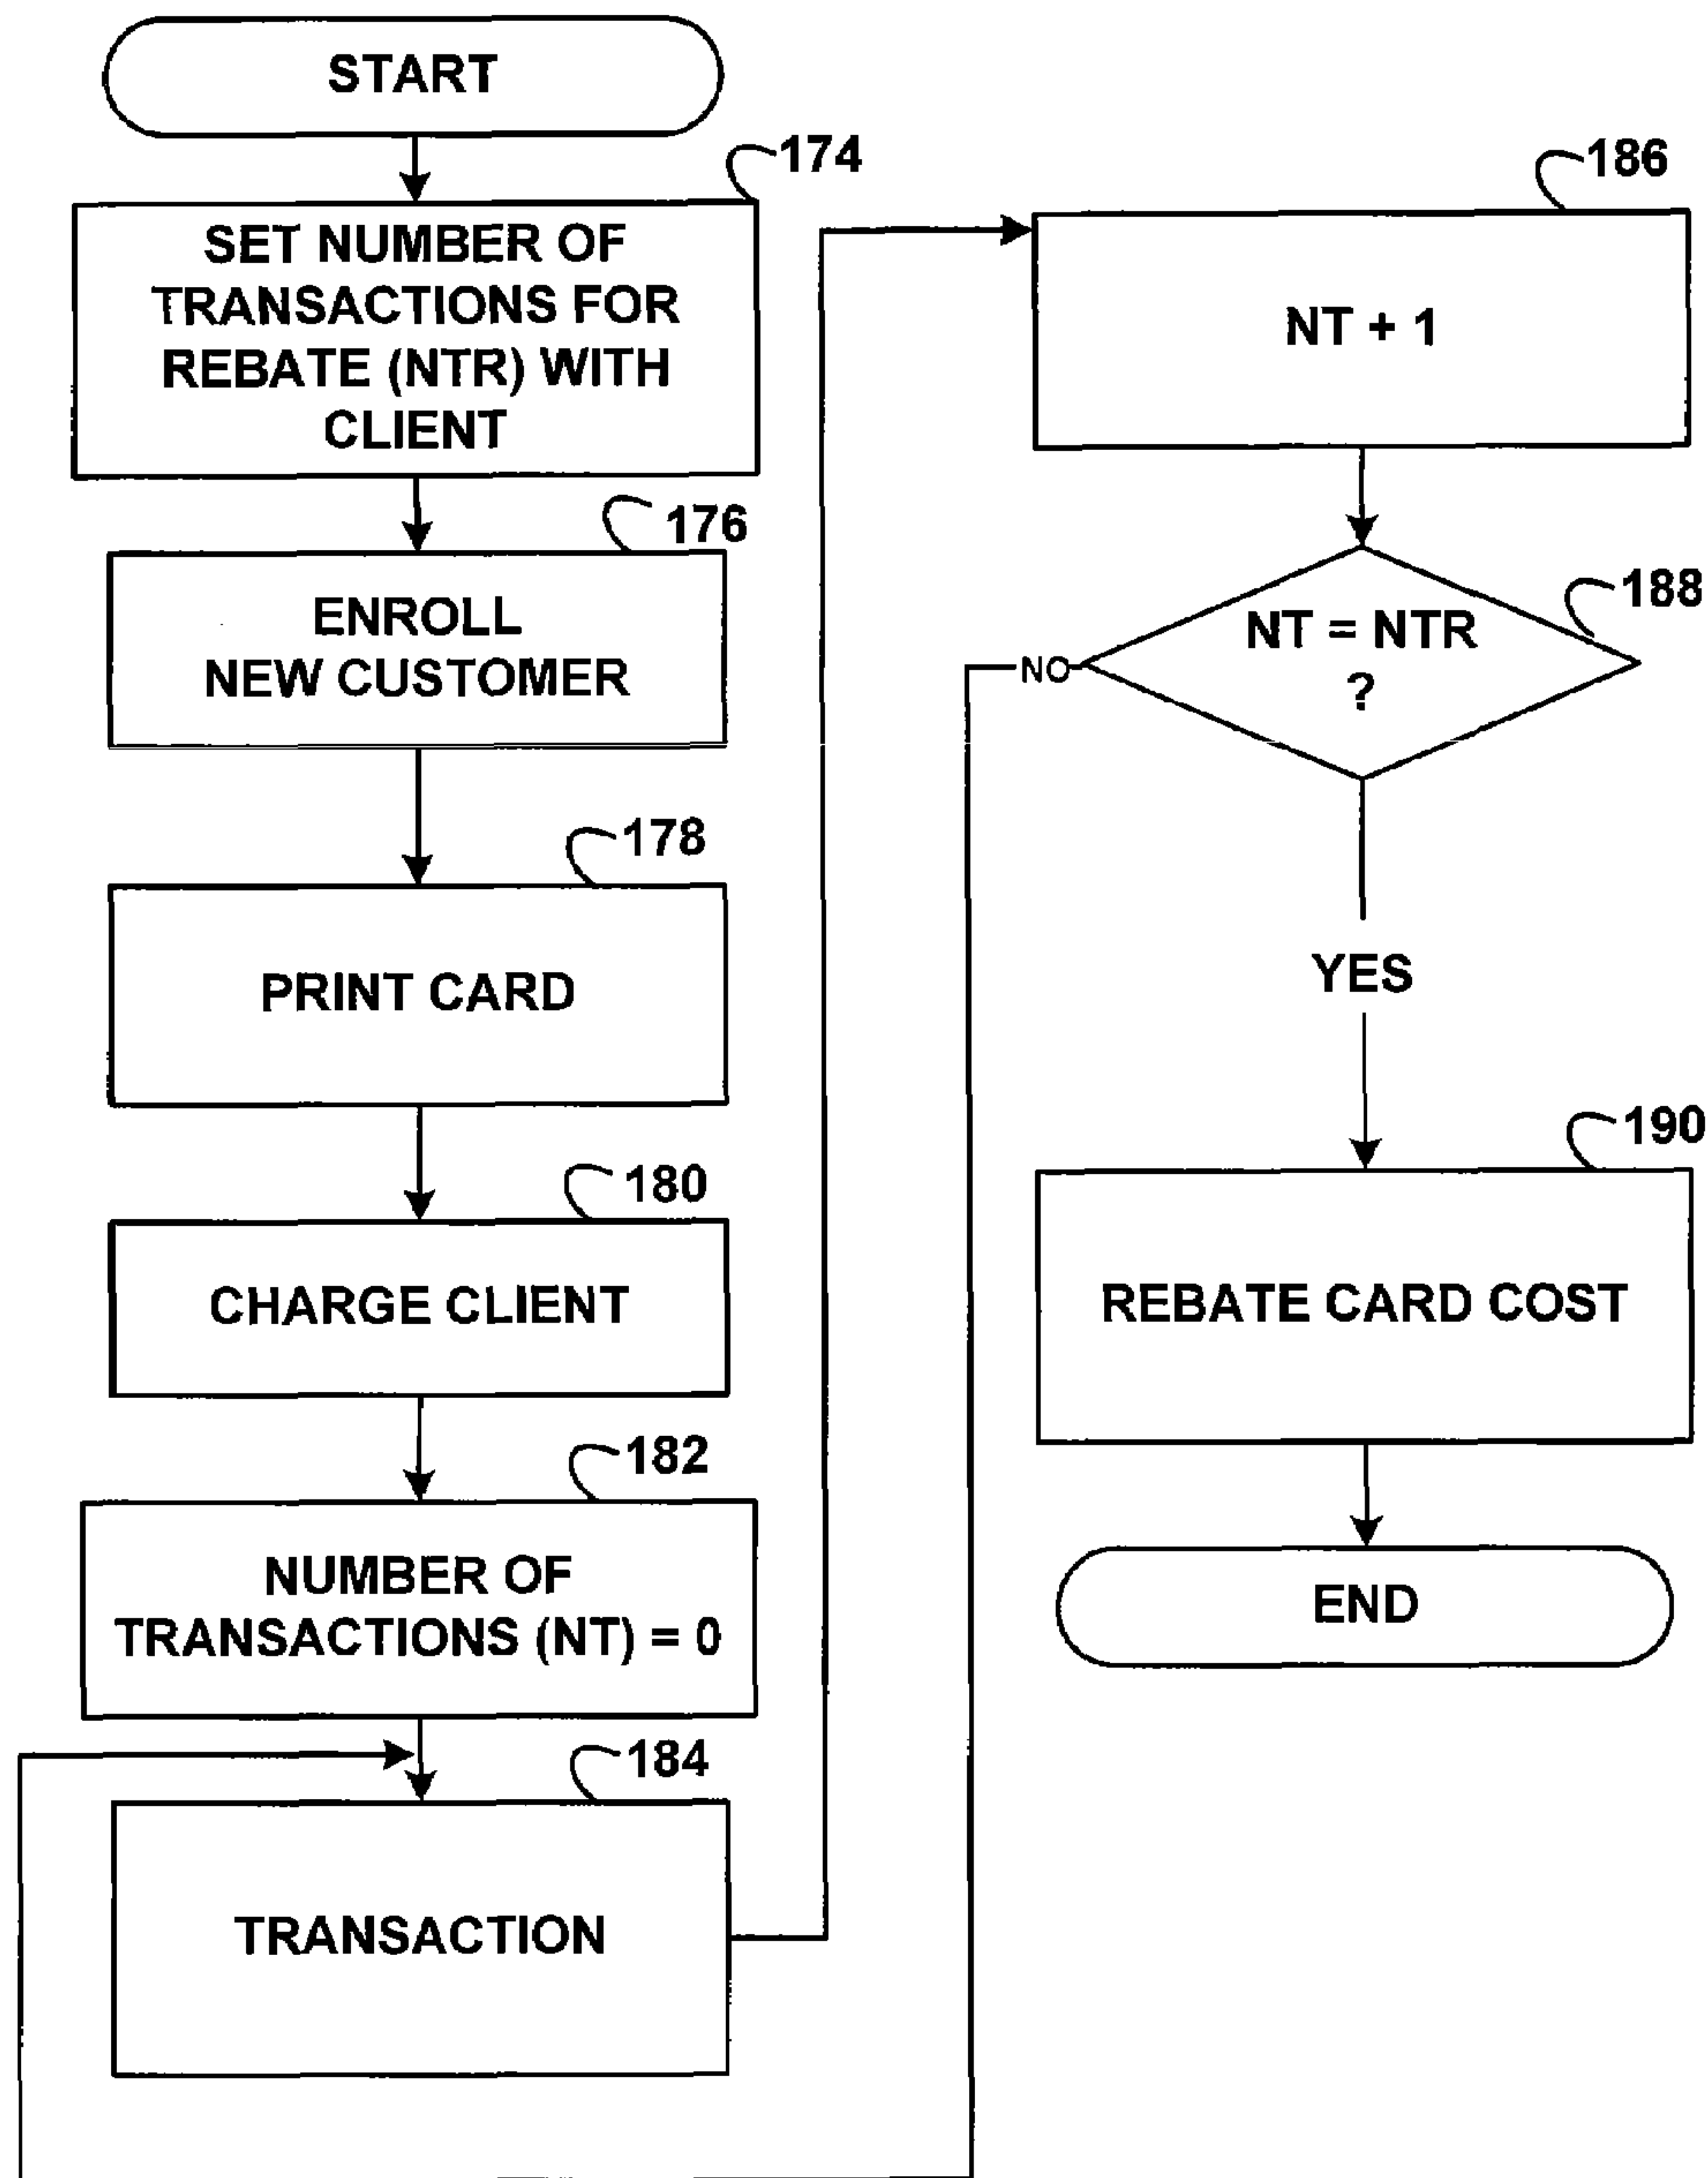 START
174
SET NUMBER OF
TRANSACTIONS FOR
REBATE (NTR) WITH
CLIENT
176
ENROLL
NEW CUSTOMER
178
PRINT CARD
180
CHARGE CLIENT
182
NUMBER OF
TRANSACTIONS (NT) = 0
184
TRANSACTION
186
NT + 1
188
NT = NTR
?
NO
YES
190
REBATE CARD COST
END